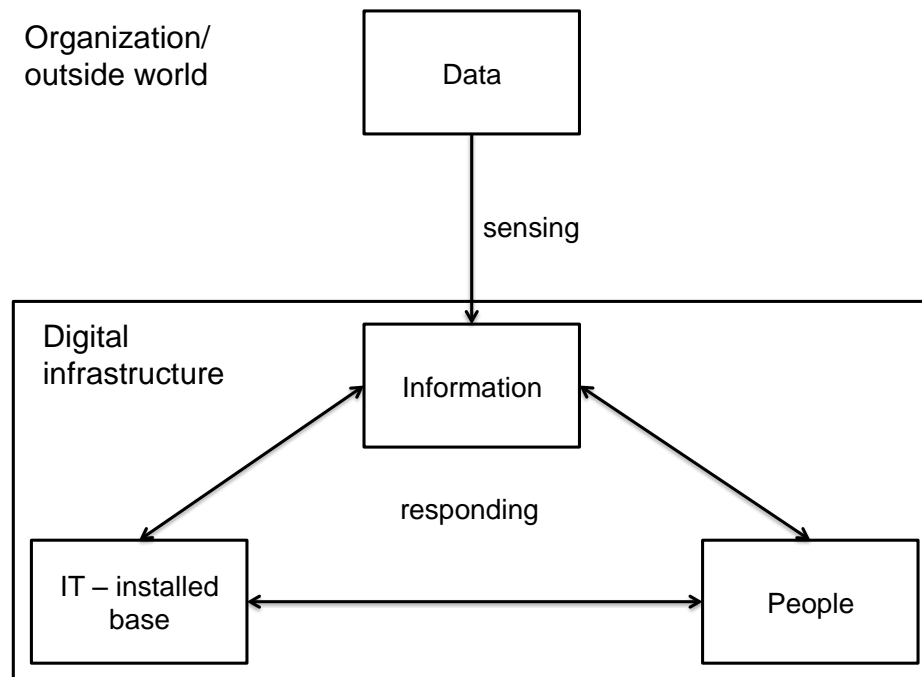 Organization/
outside world
Data
sensing
Digital
infrastructure
Information
responding
IT – installed
base
People